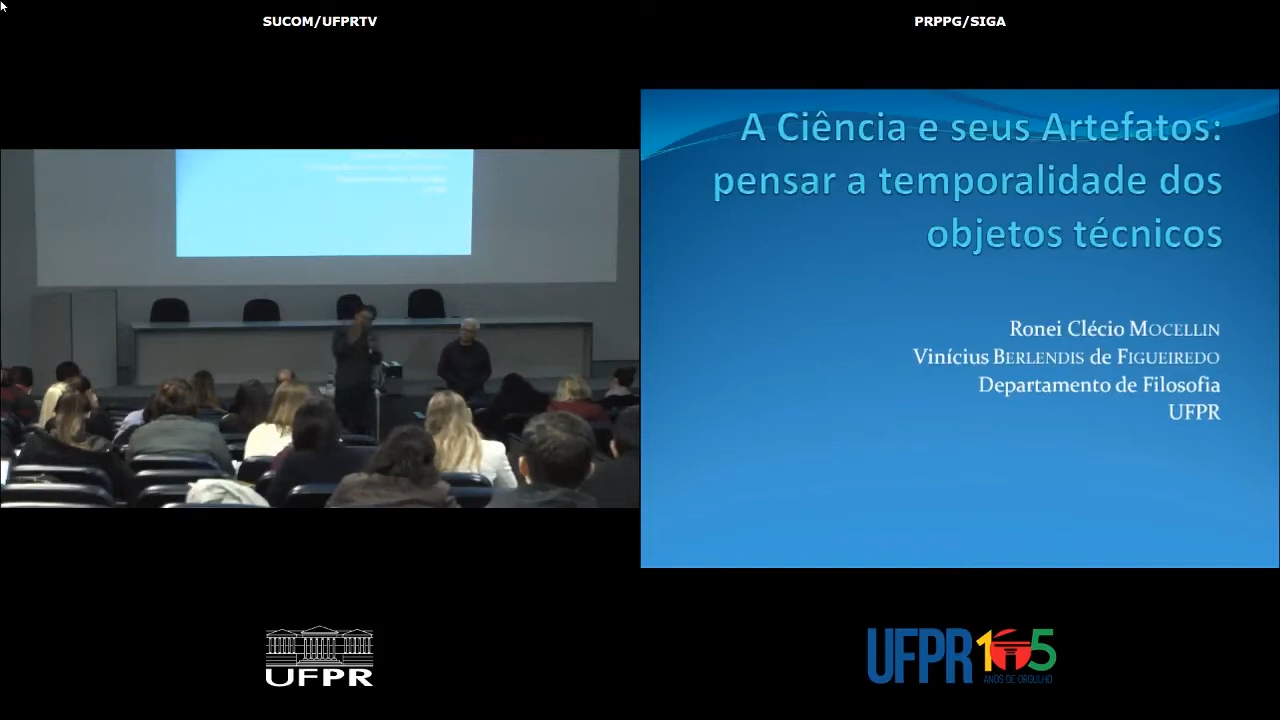 SUCOM/UFPRTV
PRPPG/SIGA
A Ciência e seus Artefatos:
pensar a temporalidade dos
objetos técnicos
Ronei Clécio MOCELLIN
Vinícius BERLENDIS de FIGUEIREDO
Departamento de Filosofia
UFPR
UFPR
UFPR 105
ANOS DE ORGULHO